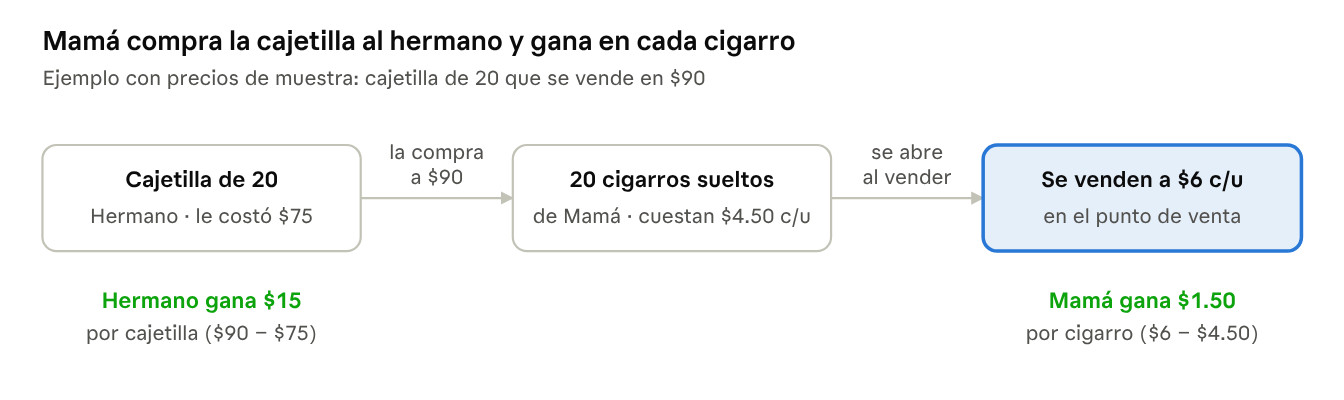 Mamá compra la cajetilla al hermano y gana en cada cigarro
Ejemplo con precios de muestra: cajetilla de 20 que se vende en $90
Cajetilla de 20
Hermano · le costó $75
la compra
a $90
20 cigarros sueltos
de Mamá · cuestan $4.50 c/u
se abre
al vender
Se venden a $6 c/u
en el punto de venta
Hermano gana $15
por cajetilla ($90 – $75)
Mamá gana $1.50
por cigarro ($6 – $4.50)